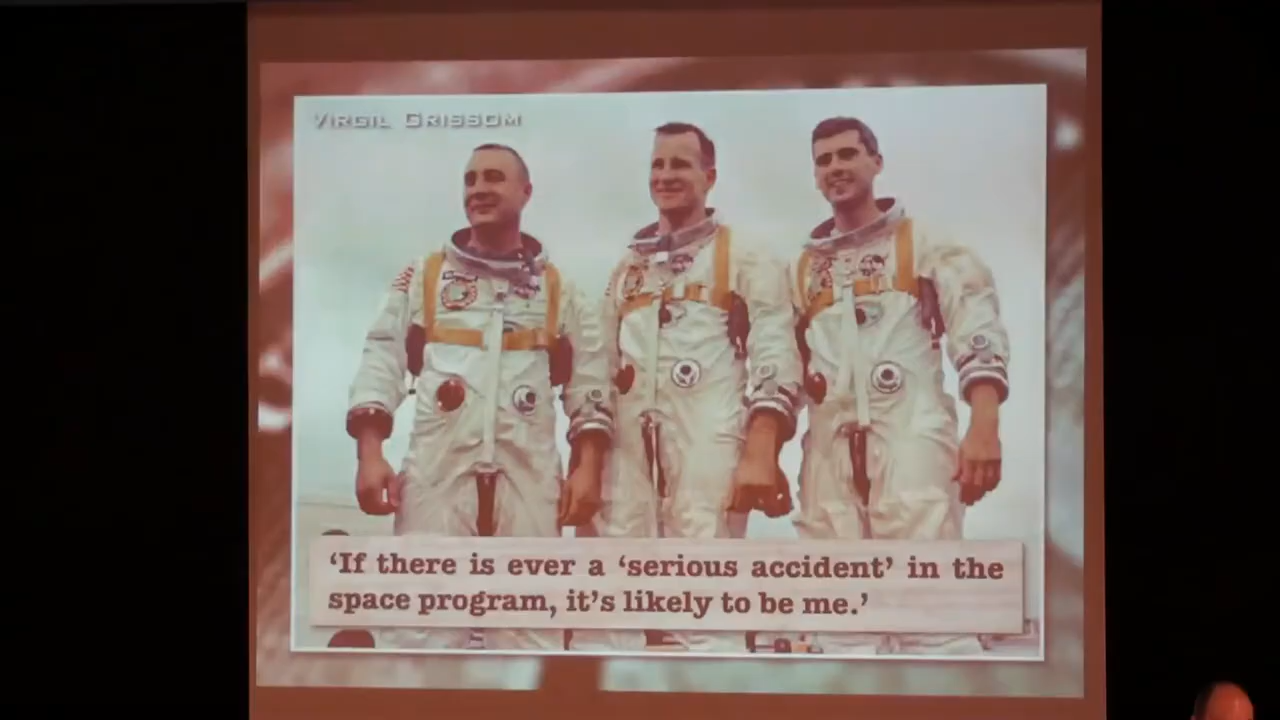 VIRGIL GRISSOM
‘If there is ever a ‘serious accident’ in the
space program, it’s likely to be me.’